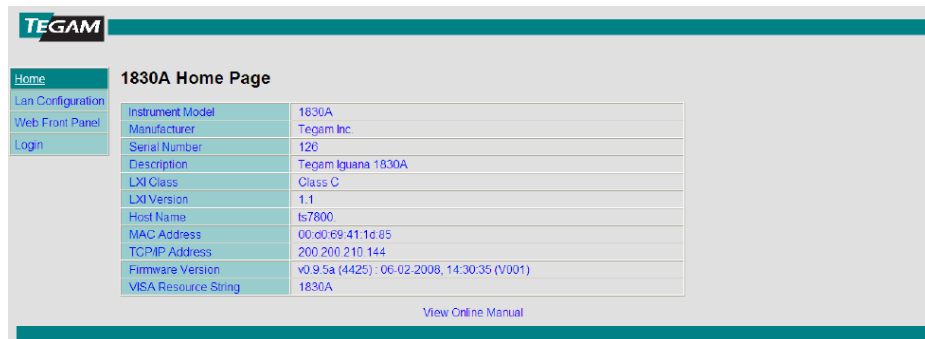 TEGAM
Home
Lan Configuration
Web Front Panel
Login
1830A Home Page
Instrument Model 1830A
Manufacturer Tegam Inc.
Serial Number 126
Description Tegam Iguana 1830A
LXI Class Class C
LXI Version 1.1
Host Name ts7800.
MAC Address 00:d0:69:41:1d:85
TCP/IP Address 200.200.210.144
Firmware Version v0.9.5a (4425) : 06-02-2008, 14:30:35 (V001)
VISA Resource String 1830A
View Online Manual